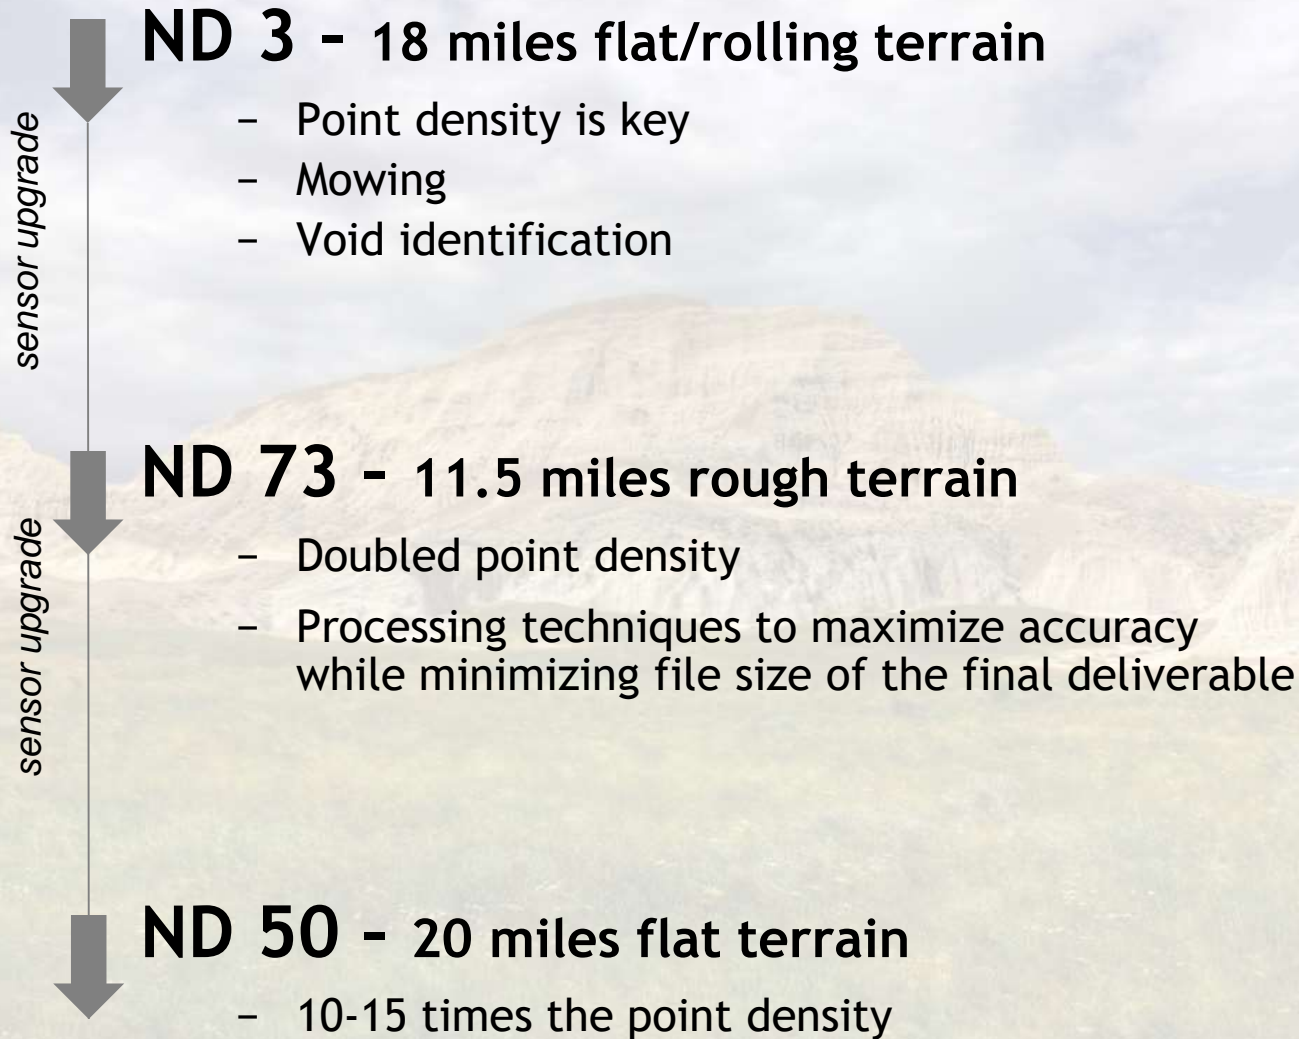 ND 3 – 18 miles flat/rolling terrain
– Point density is key
– Mowing
– Void identification
sensor upgrade
ND 73 – 11.5 miles rough terrain
– Doubled point density
– Processing techniques to maximize accuracy
while minimizing file size of the final deliverable
sensor upgrade
ND 50 – 20 miles flat terrain
– 10-15 times the point density